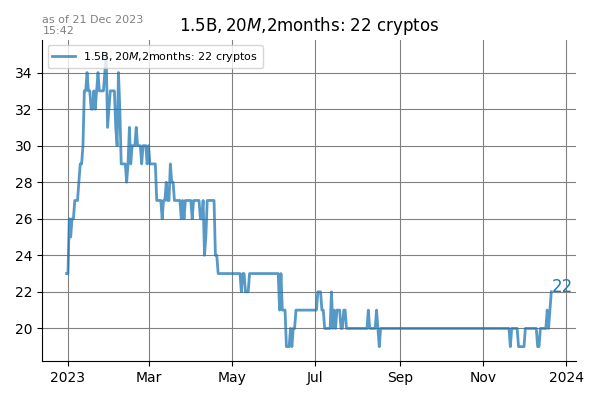 as of 21 Dec 2023
15:42
1.5B, 20M,2months: 22 cryptos
1.5B, 20M,2months: 22 cryptos
34
32
30
28
26
24
22
20
22
2023
Mar
May
Jul
Sep
Nov
2024